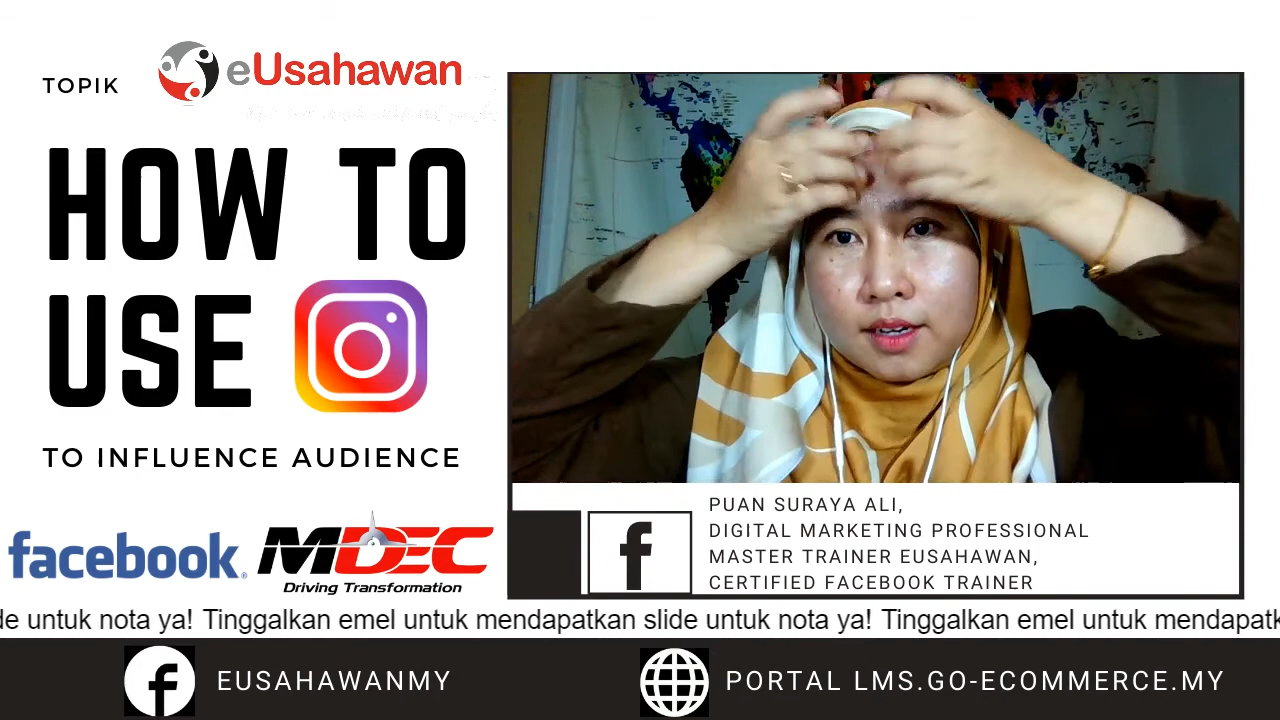 TOPIK
eUsahawan
HOW TO
USE
TO INFLUENCE AUDIENCE
facebook
MDEC
Driving Transformation
PUAN SURAYA ALI,
DIGITAL MARKETING PROFESSIONAL
MASTER TRAINER EUSAHAWAN,
CERTIFIED FACEBOOK TRAINER
de untuk nota ya! Tinggalkan emel untuk mendapatkan slide untuk nota ya! Tinggalkan emel untuk mendapatk
EUSAHAWANMY
PORTAL LMS.GO-ECOMMERCE.MY